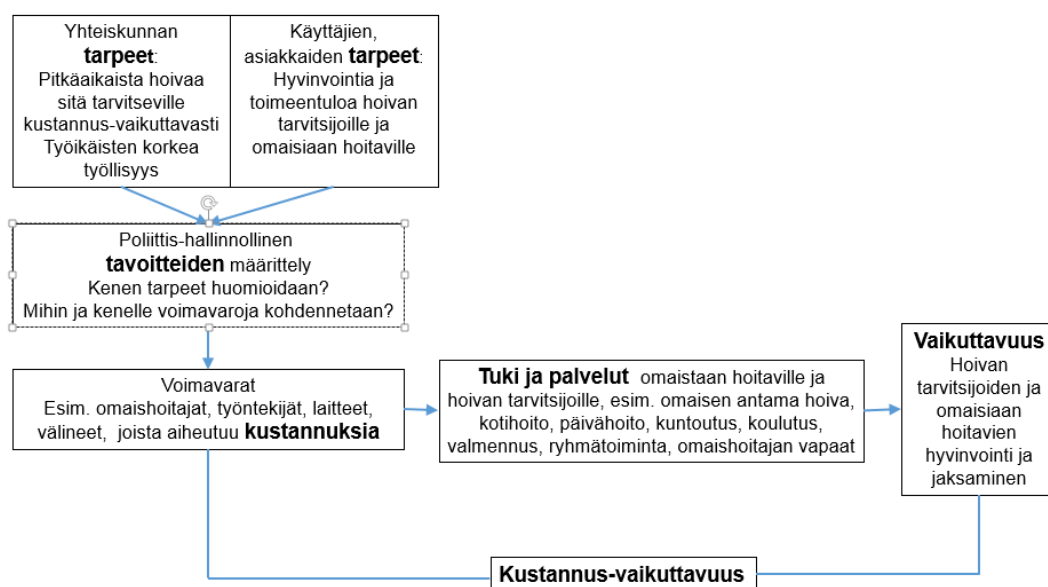 Yhteiskunnan
tarpeet:
Pitkäaikaista hoivaa
sitä tarvitseville
kustannus-vaikuttavasti
Työikäisten korkea
työllisyys
Käyttäjien,
asiakkaiden tarpeet:
Hyvinvointia ja
toimeentuloa hoivan
tarvitsijoille ja
omaisiaan hoitaville
Poliittis-hallinnollinen
tavoitteiden määrittely
Kenen tarpeet huomioidaan?
Mihin ja kenelle voimavaroja kohdennetaan?
Voimavarat
Esim. omaishoitajat, työntekijät, laitteet,
välineet, joista aiheutuu kustannuksia
Tuki ja palvelut omaistaan hoitaville ja
hoivan tarvitsijoille, esim. omaisen antama hoiva,
kotihoito, päivähoito, kuntoutus, koulutus,
valmennus, ryhmätoiminta, omaishoitajan vapaat
Vaikuttavuus
Hoivan
tarvitsijoiden ja
omaisiaan
hoitavien
hyvinvointi ja
jaksaminen
Kustannus-vaikuttavuus